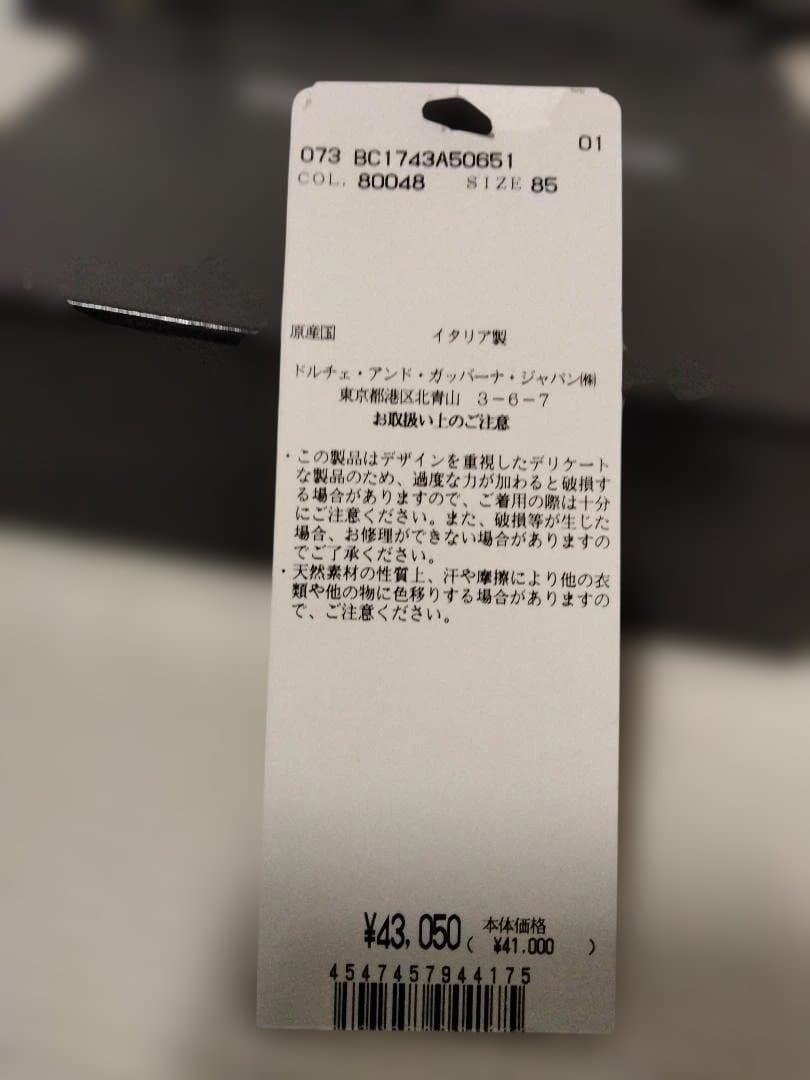 01
073 BC1743A50651
COL. 80048 SIZE 85
原産国 イタリア製
ドルチェ・アンド・ガッバーナ・ジャパン㈱
東京都港区北青山 3-6-7
お取扱い上のご注意
・この製品はデザインを重視したデリケート
な製品のため、過度な力が加わると破損す
る場合がありますので、ご着用の際は十分
にご注意ください。また、破損等が生じた
場合、お修理ができない場合がありますの
でご了承ください。
・天然素材の性質上、汗や摩擦により他の衣
類や他の物に色移りする場合がありますの
で、ご注意ください。
¥43,050( 本体価格
¥41.000 )
4547457944175